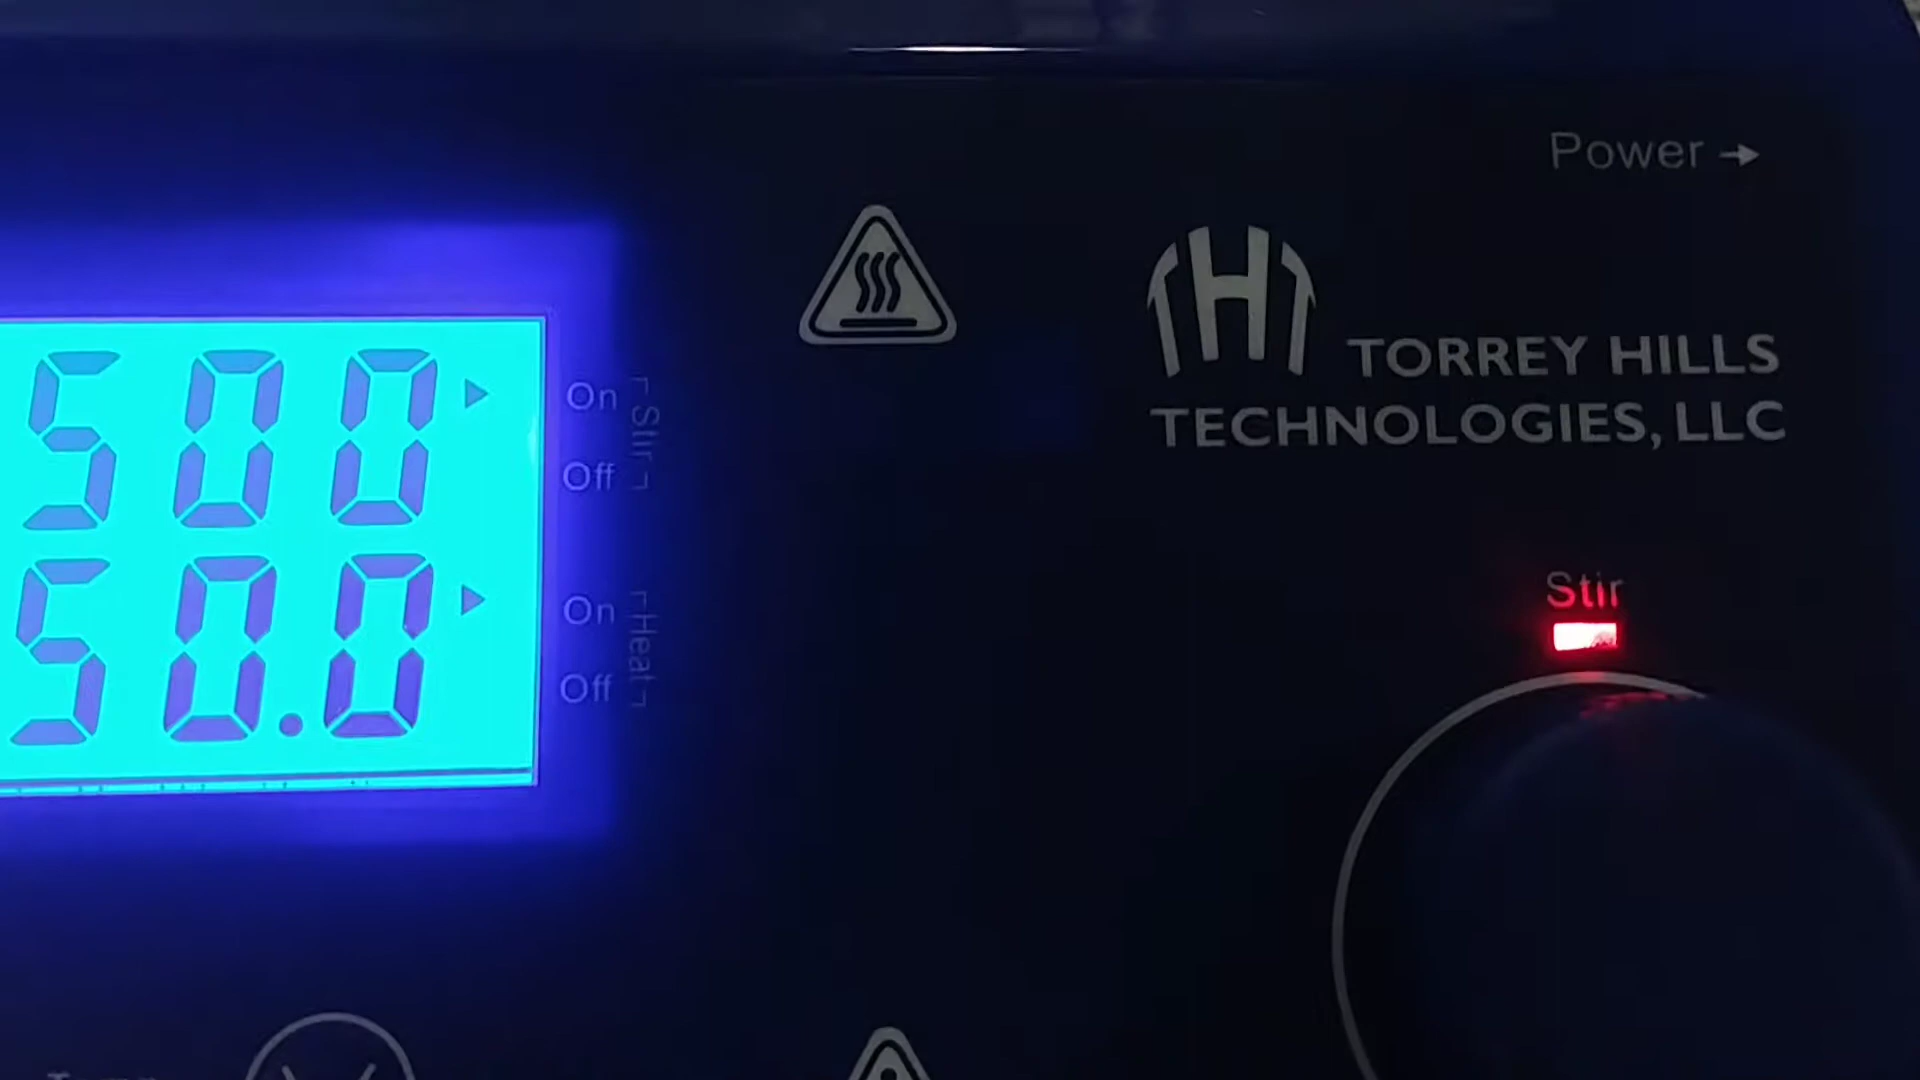 Power →
TORREY HILLS
TECHNOLOGIES, LLC
500
On
Off
Stir
50.0
On
Off
Heat
Stir